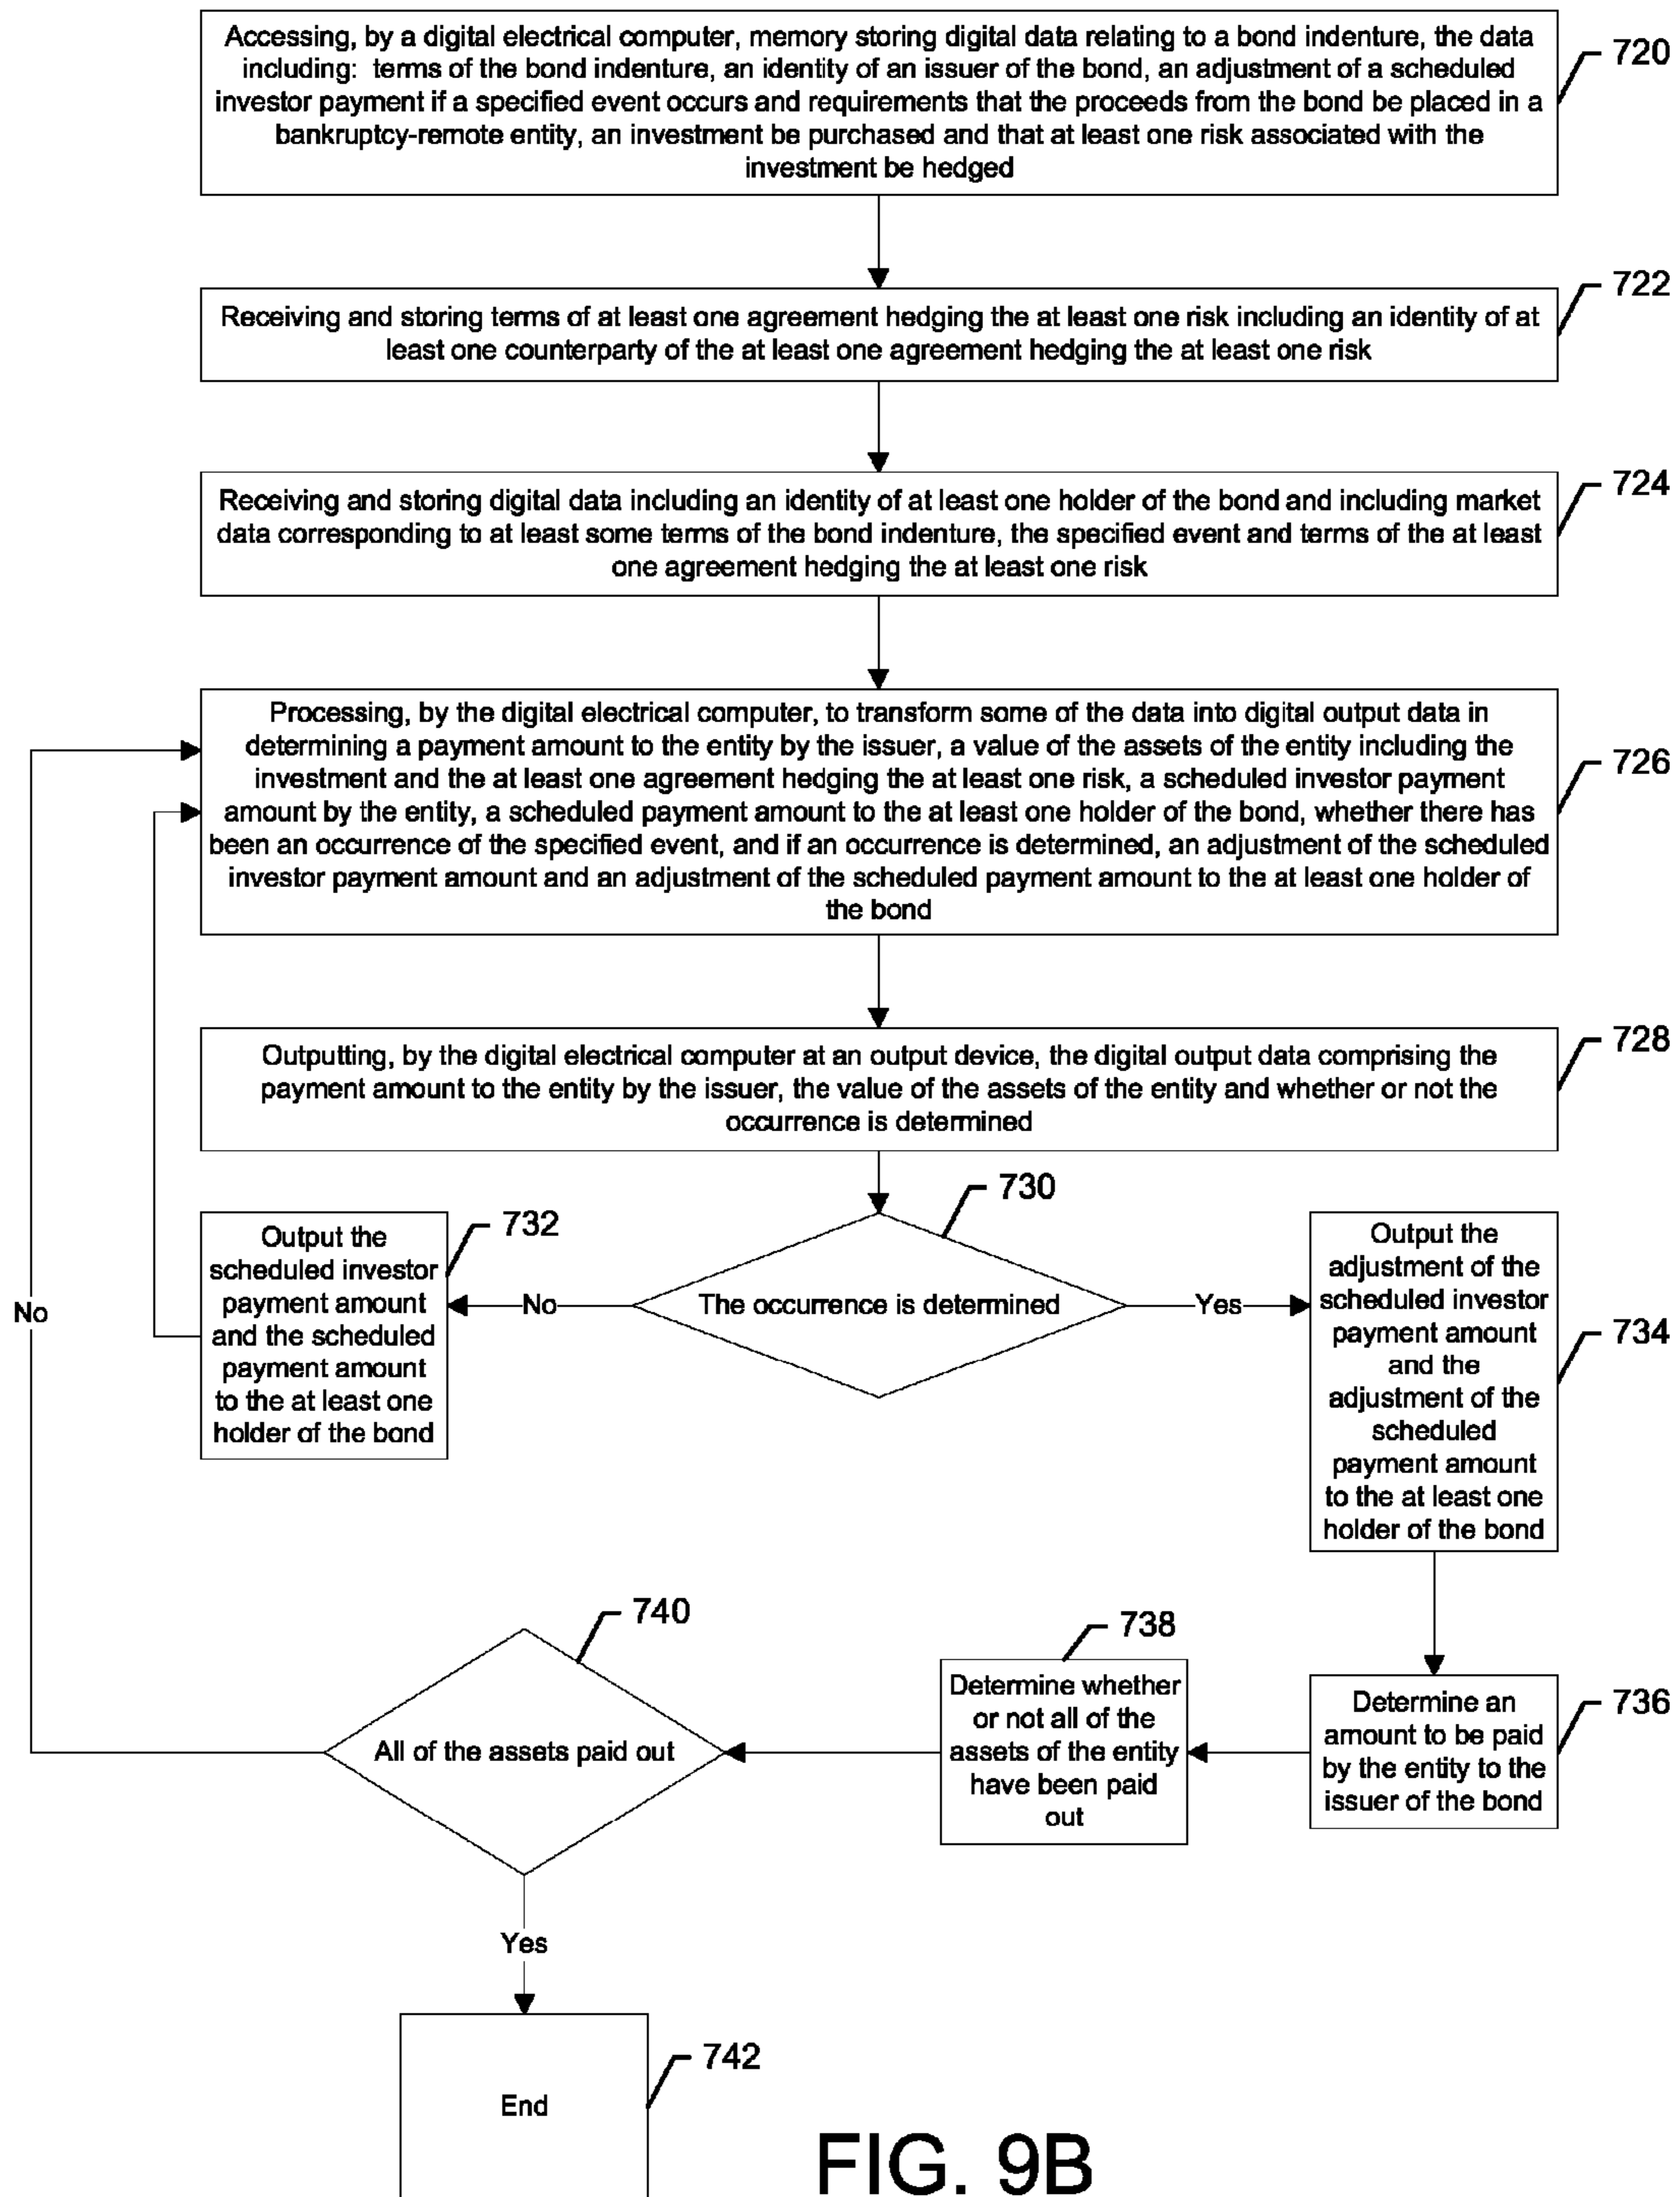 Accessing, by a digital electrical computer, memory storing digital data relating to a bond indenture, the data
including: terms of the bond indenture, an identity of an issuer of the bond, an adjustment of a scheduled
investor payment if a specified event occurs and requirements that the proceeds from the bond be placed in a
bankruptcy-remote entity, an investment be purchased and that at least one risk associated with the
investment be hedged
720
Receiving and storing terms of at least one agreement hedging the at least one risk including an identity of at
least one counterparty of the at least one agreement hedging the at least one risk
722
Receiving and storing digital data including an identity of at least one holder of the bond and including market
data corresponding to at least some terms of the bond indenture, the specified event and terms of the at least
one agreement hedging the at least one risk
724
Processing, by the digital electrical computer, to transform some of the data into digital output data in
determining a payment amount to the entity by the issuer, a value of the assets of the entity including the
investment and the at least one agreement hedging the at least one risk, a scheduled investor payment
amount by the entity, a scheduled payment amount to the at least one holder of the bond, whether there has
been an occurrence of the specified event, and if an occurrence is determined, an adjustment of the scheduled
investor payment amount and an adjustment of the scheduled payment amount to the at least one holder of
the bond
726
Outputting, by the digital electrical computer at an output device, the digital output data comprising the
payment amount to the entity by the issuer, the value of the assets of the entity and whether or not the
occurrence is determined
728
730
The occurrence is determined
No
Yes
732
Output the
scheduled investor
payment amount
and the scheduled
payment amount
to the at least one
holder of the bond
Output the
adjustment of the
scheduled investor
payment amount
and the
adjustment of the
scheduled
payment amount
to the at least one
holder of the bond
734
No
Determine an
amount to be paid
by the entity to the
issuer of the bond
736
738
Determine whether
or not all of the
assets of the entity
have been paid
out
740
All of the assets paid out
Yes
End
742
FIG. 9B